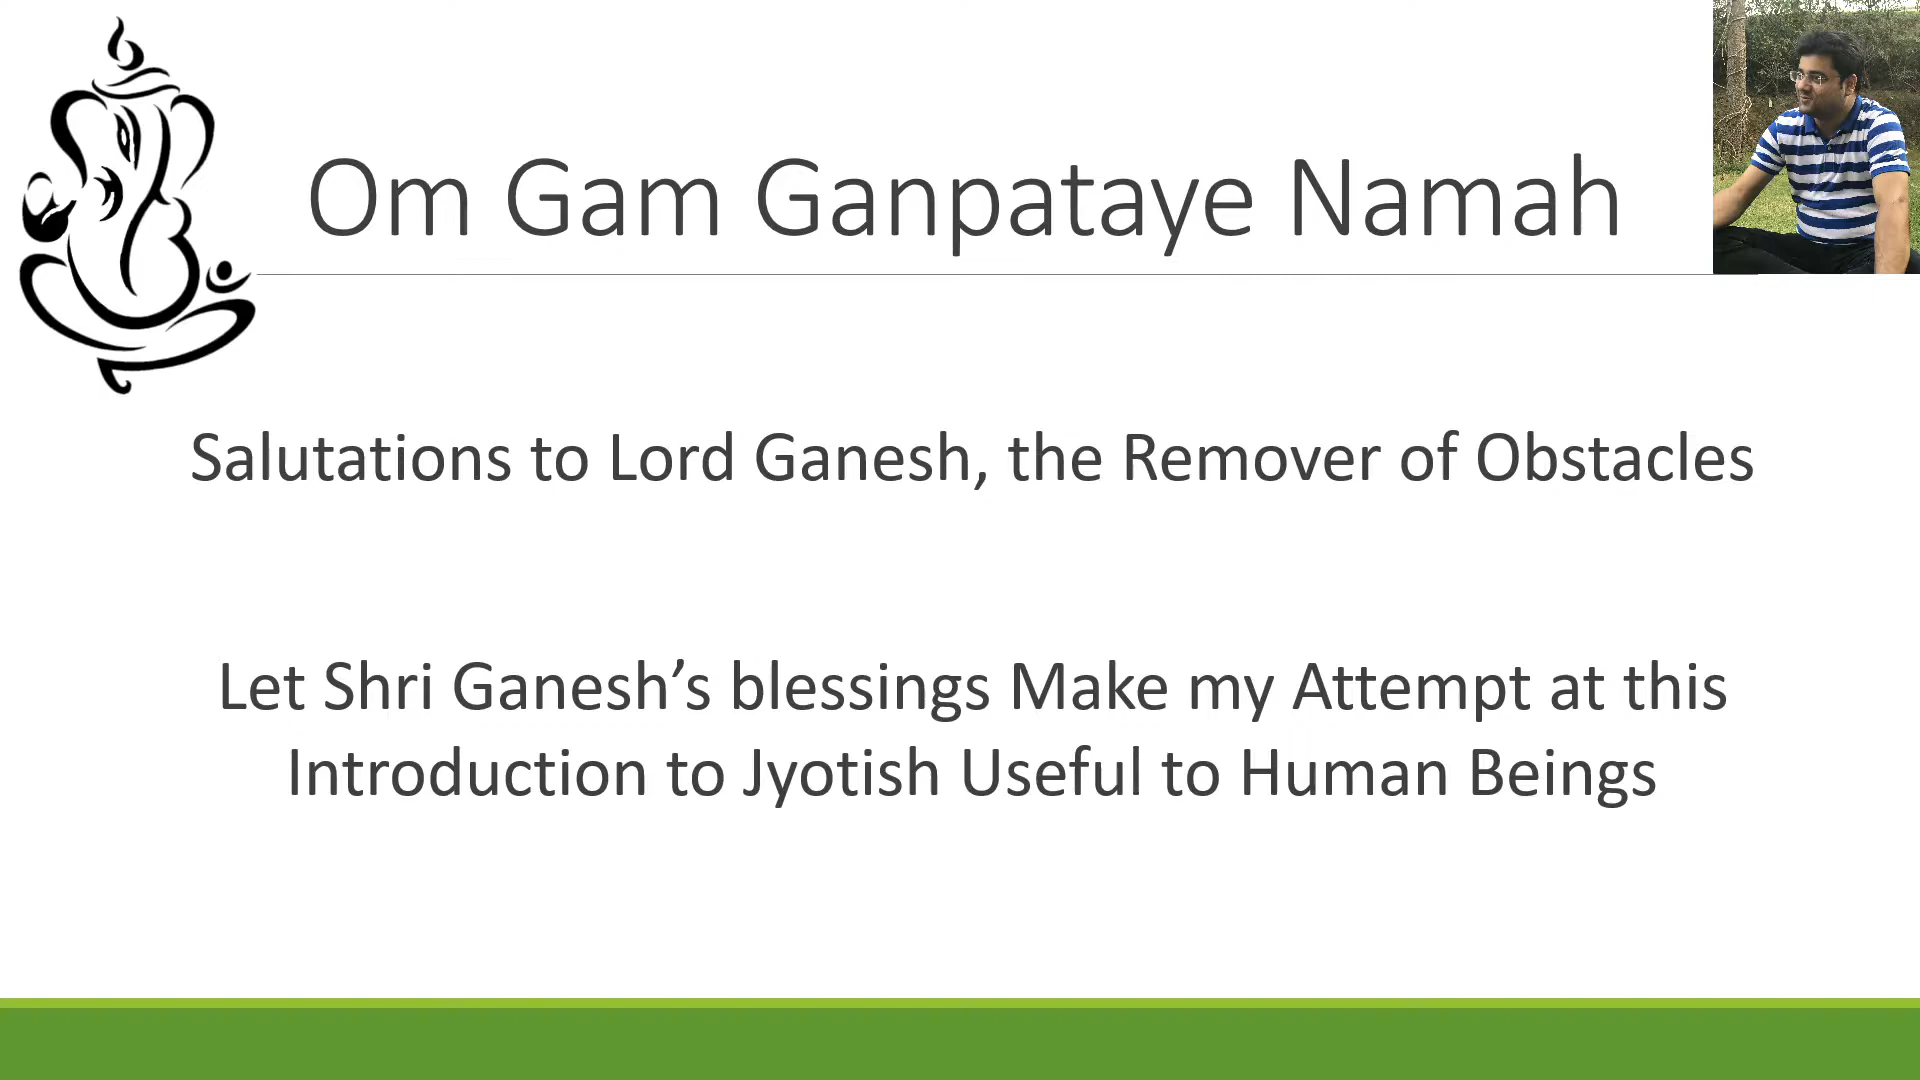 Om Gam Ganpataye Namah
Salutations to Lord Ganesh, the Remover of Obstacles
Let Shri Ganesh’s blessings Make my Attempt at this
Introduction to Jyotish Useful to Human Beings